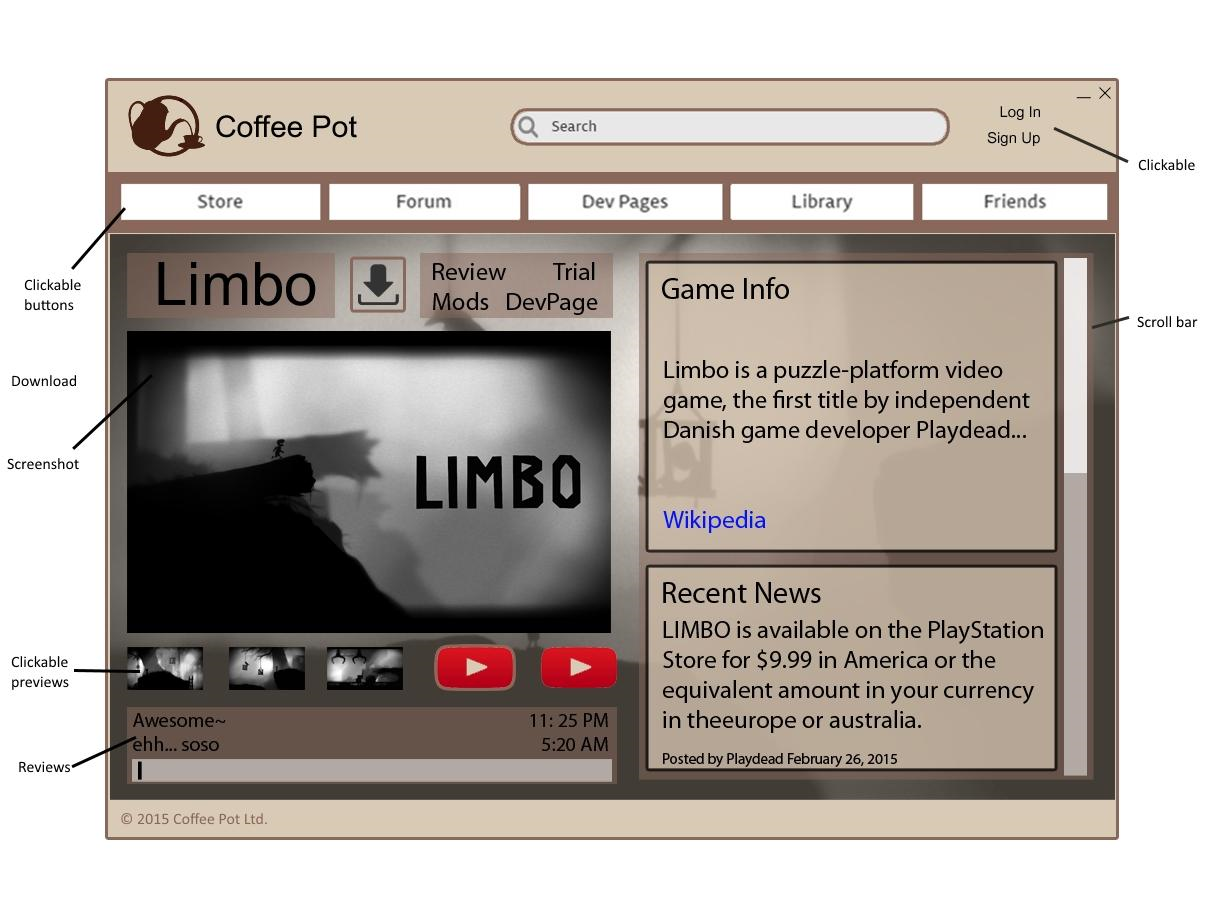 Coffee Pot
Search
Log In
Sign Up
Clickable
Store
Forum
Dev Pages
Library
Friends
Clickable
buttons
Limbo
Review Trial
Mods DevPage
Game Info
Limbo is a puzzle-platform video
game, the first title by independent
Danish game developer Playdead...
Wikipedia
Scroll bar
Download
Screenshot
LIMBO
Recent News
LIMBO is available on the PlayStation
Store for $9.99 in America or the
equivalent amount in your currency
in theeurope or australia.
Posted by Playdead February 26, 2015
Clickable
previews
Awesome~ 11: 25 PM
ehh... soso 5:20 AM
Reviews
© 2015 Coffee Pot Ltd.